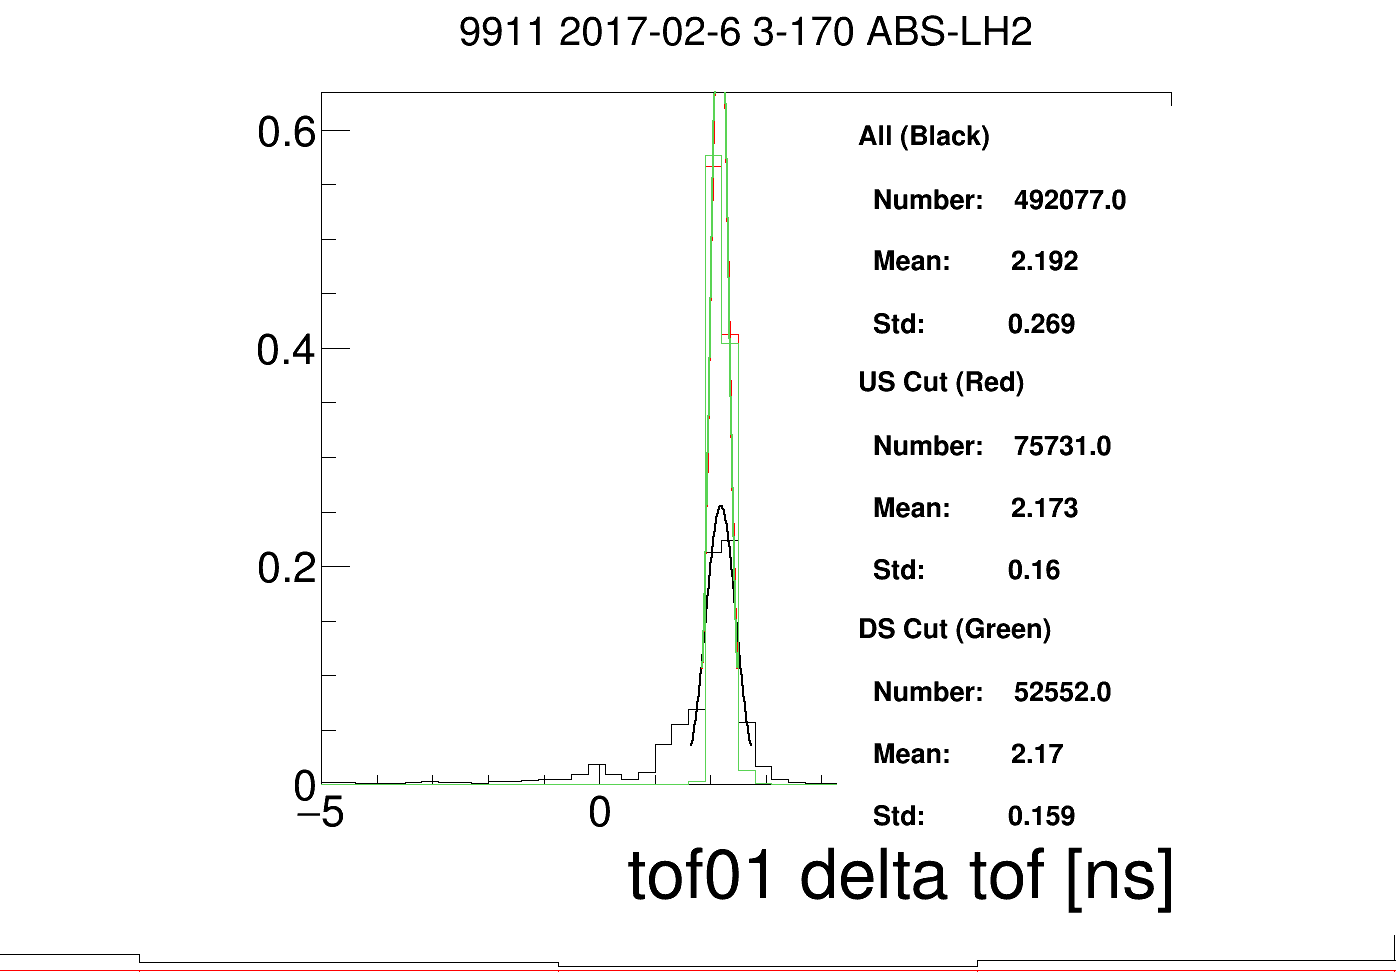 9911 2017-02-6 3-170 ABS-LH2
0.6
0.4
0.2
0
−5 0
All (Black)
Number: 492077.0
Mean: 2.192
Std: 0.269
US Cut (Red)
Number: 75731.0
Mean: 2.173
Std: 0.16
DS Cut (Green)
Number: 52552.0
Mean: 2.17
Std: 0.159
tof01 delta tof [ns]